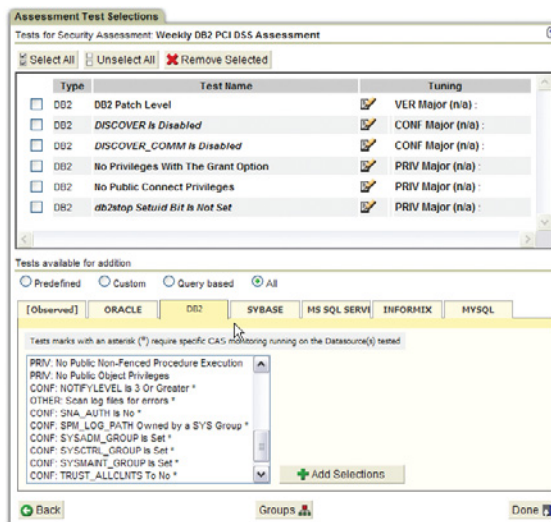 Assessment Test Selections
Tests for Security Assessment: Weekly DB2 PCI DSS Assessment
Select All Unselect All Remove Selected
Type Test Name Tuning
DB2 DB2 Patch Level VER Major (n/a) :
DB2 DISCOVER Is Disabled CONF Major (n/a) :
DB2 DISCOVER_COMM Is Disabled CONF Major (n/a) :
DB2 No Privileges With The Grant Option PRIV Major (n/a) :
DB2 No Public Connect Privileges PRIV Major (n/a) :
DB2 db2stop Setuid Bit Is Not Set PRIV Major (n/a) :
Tests available for addition
Predefined Custom Query based All
[Observed] ORACLE DB2 SYBASE MS SQL SERVI INFORMIX MYSQL
Tests marks with an asterisk (*) require specific CAS monitoring running on the Datasource(s) tested
PRIV: No Public Non-Fenced Procedure Execution
PRIV: No Public Object Privileges
CONF: NOTIFYLEVEL Is 3 Or Greater *
OTHER: Scan log files for errors *
CONF: SNA_AUTH Is No *
CONF: SPM_LOG_PATH Owned by a SYS Group *
CONF: SYSADM_GROUP Is Set *
CONF: SYSCTRL_GROUP Is Set *
CONF: SYSMAINT_GROUP Is Set *
CONF: TRUST_ALLCLNTS To No *
Add Selections
Back Groups Done